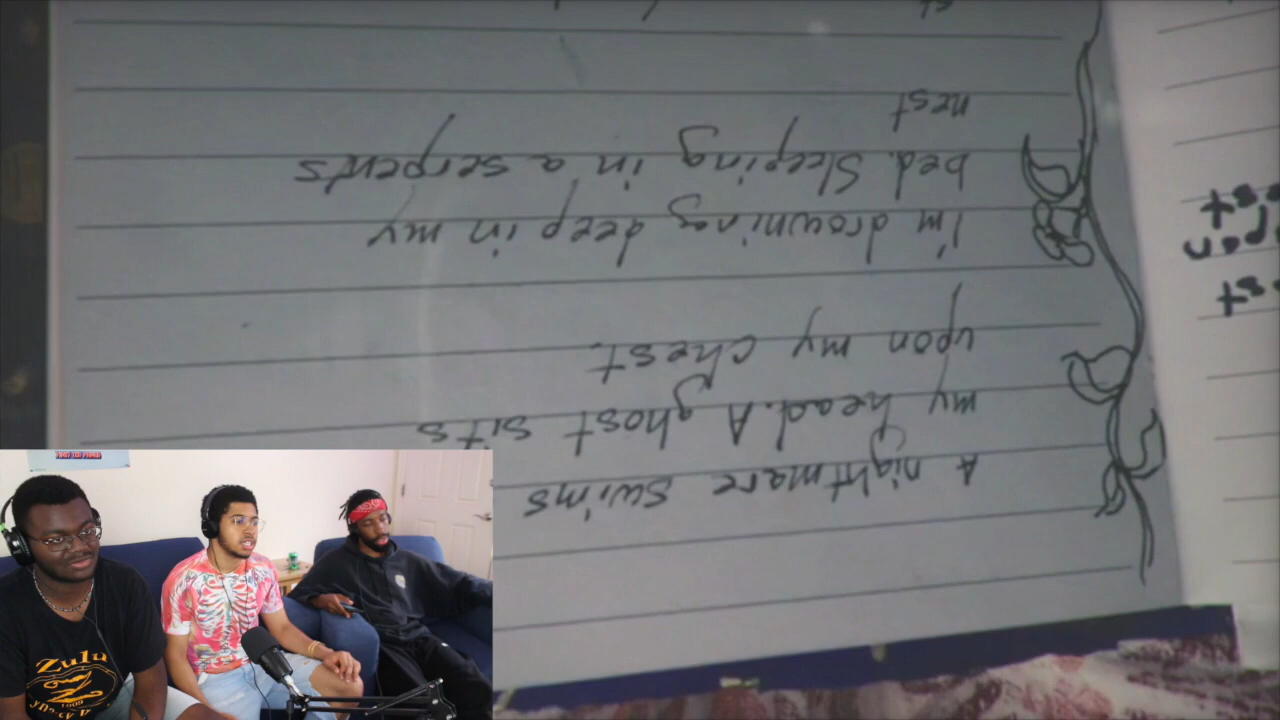 A nightmare swims
my head. A ghost sits
upon my chest.
I'm drowning deep in my
bed. Sleeping in a serpents
nest
Zulu
1900